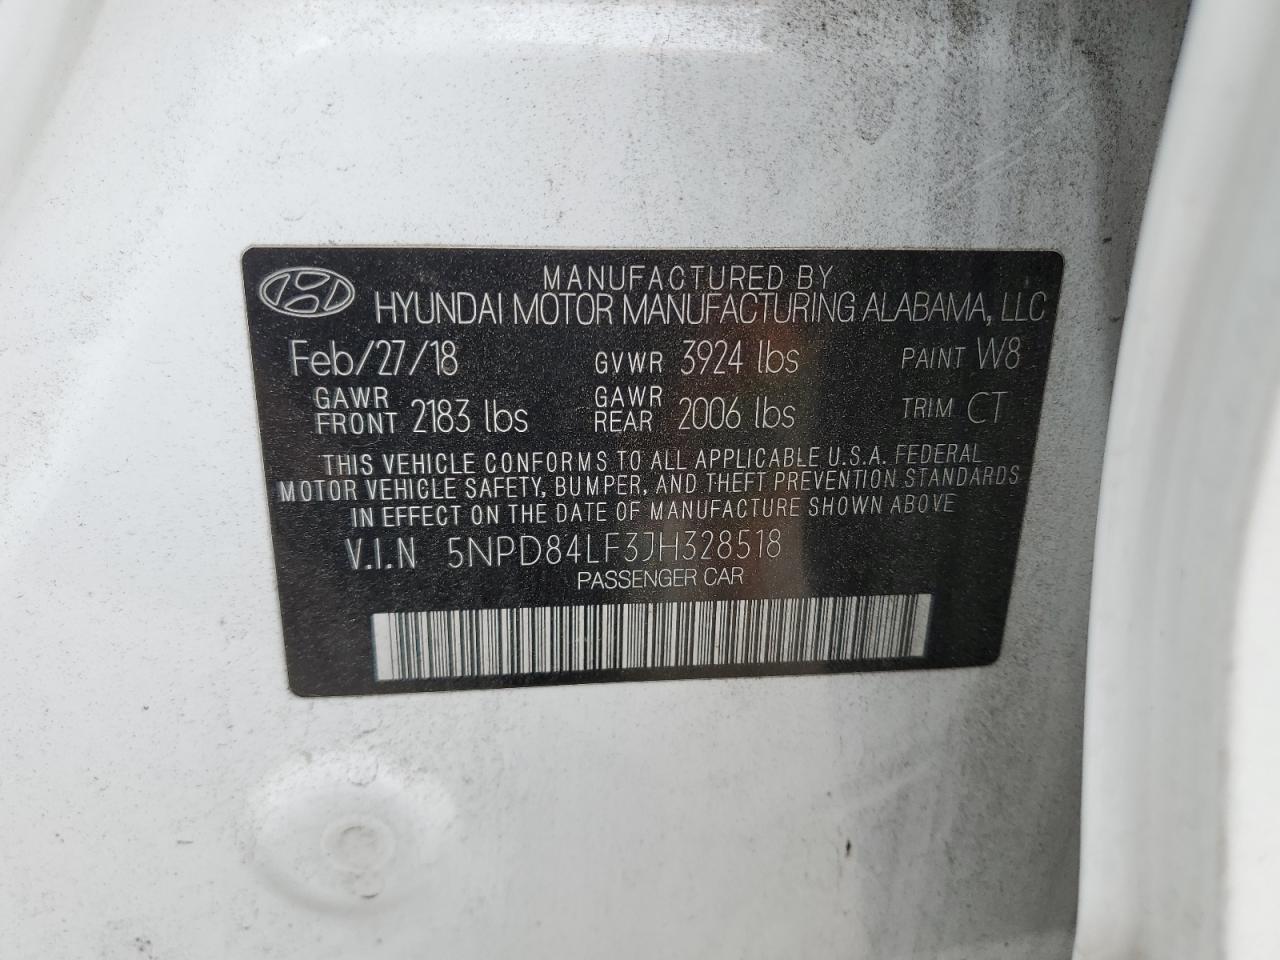 MANUFACTURED BY
HYUNDAI MOTOR MANUFACTURING ALABAMA, LLC
Feb/27/18 GVWR 3924 lbs PAINT W8
GAWR FRONT 2183 lbs GAWR REAR 2006 lbs TRIM CT
THIS VEHICLE CONFORMS TO ALL APPLICABLE U.S.A. FEDERAL
MOTOR VEHICLE SAFETY, BUMPER, AND THEFT PREVENTION STANDARDS
IN EFFECT ON THE DATE OF MANUFACTURE SHOWN ABOVE
V.I.N 5NPD84LF3JH328518
PASSENGER CAR